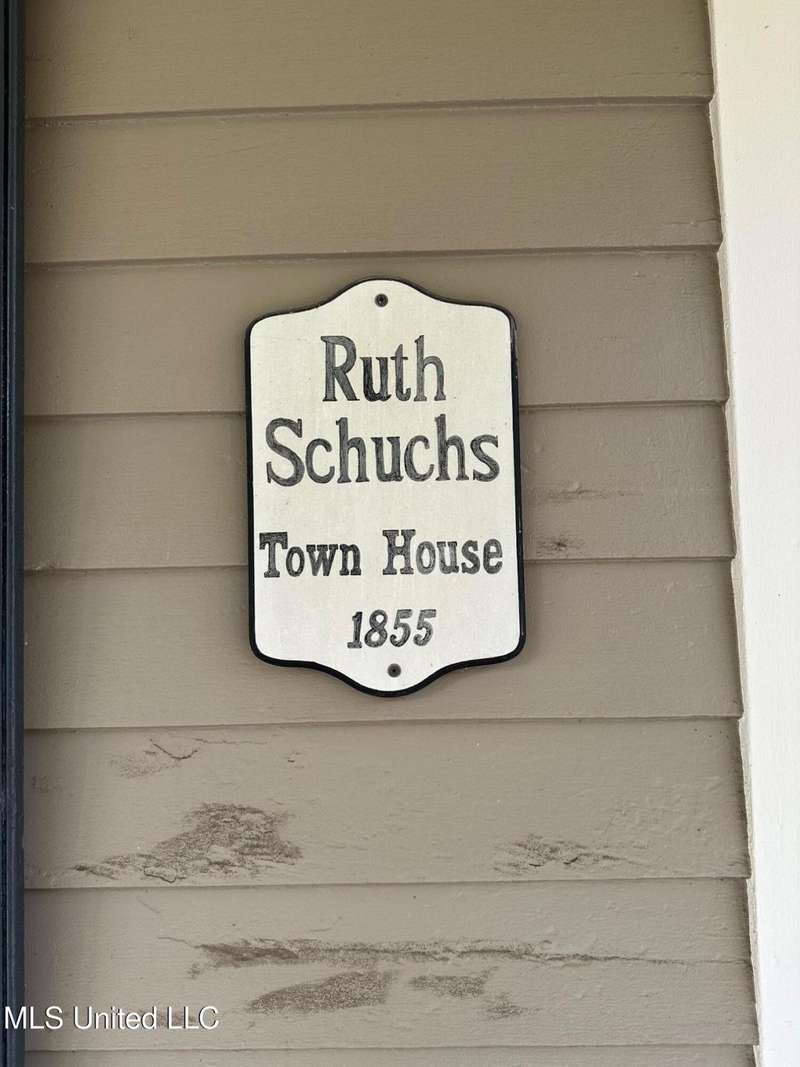 Ruth
Schuchs
Town House
1855
MLS United LLC